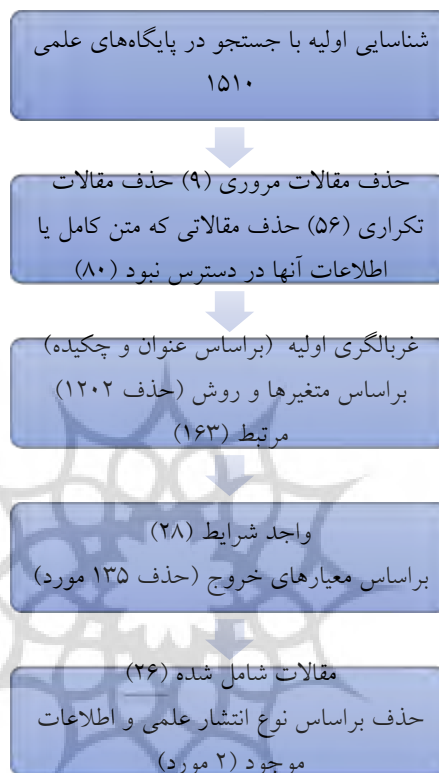 شناسایی اولیه با جستجو در پایگاه‌های علمی
۱۵۱۰
حذف مقالات مروری (۹) حذف مقالات
تکراری (۵۶) حذف مقالاتی که متن کامل یا
اطلاعات آنها در دسترس نبود (۸۰)
غربالگری اولیه (براساس عنوان و چکیده)
براساس متغیرها و روش (حذف ۱۲۰۲)
مرتبط (۱۶۳)
واجد شرایط (۲۸)
براساس معیارهای خروج (حذف ۱۳۵ مورد)
مقالات شامل شده (۲۶)
حذف براساس نوع انتشار علمی و اطلاعات
موجود (۲ مورد)